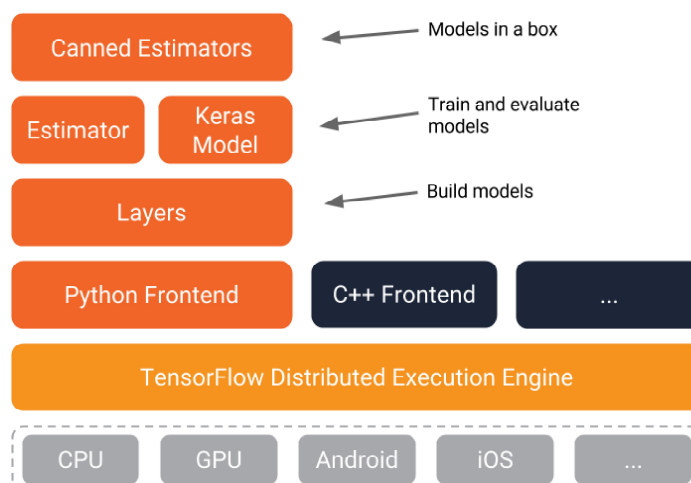 Canned Estimators
Models in a box
Estimator
Keras
Model
Train and evaluate
models
Layers
Build models
Python Frontend
C++ Frontend
...
TensorFlow Distributed Execution Engine
CPU
GPU
Android
iOS
...